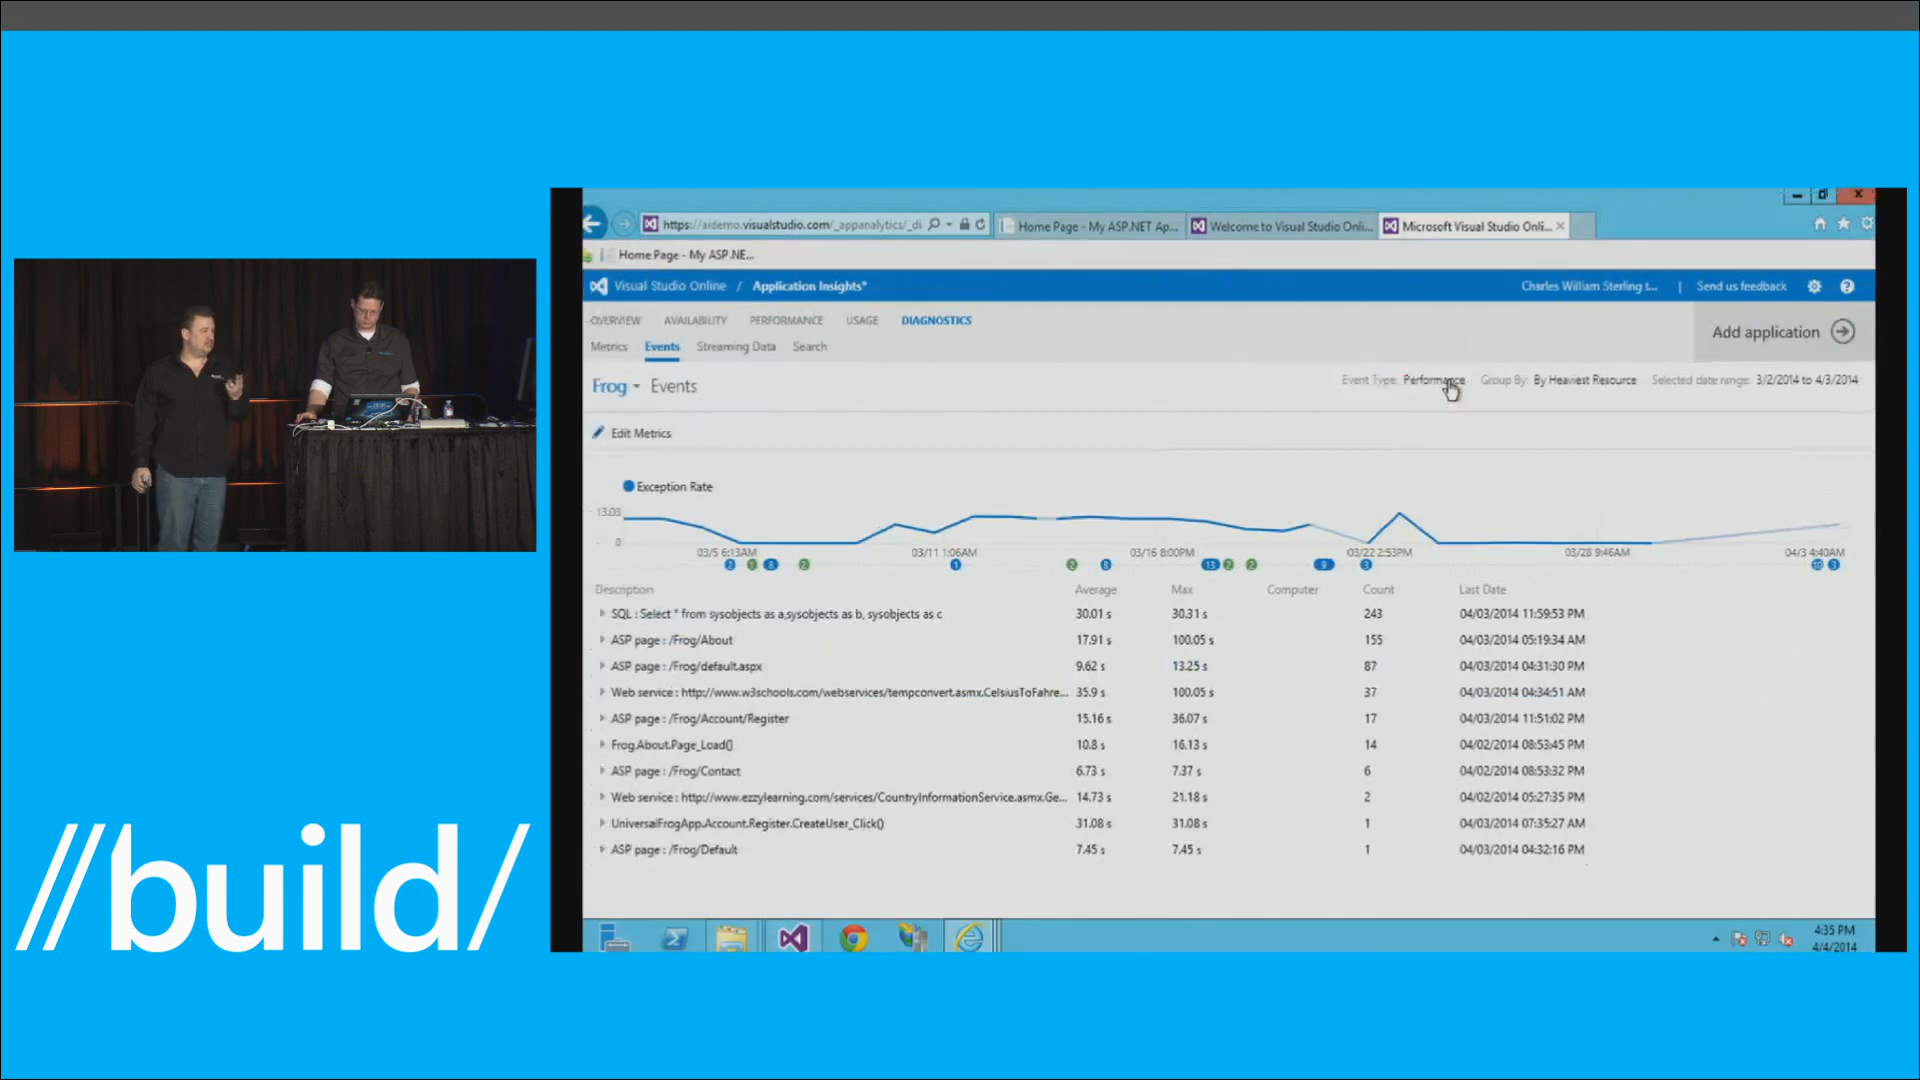 https://aidemo.visualstudio.com/_appanalytics/_di
Home Page - My ASP.NET Ap...
Welcome to Visual Studio Onli...
Microsoft Visual Studio Onli...
Home Page - My ASP.NE...
Visual Studio Online / Application Insights*
Charles William Sterling t... | Send us feedback
OVERVIEW AVAILABILITY PERFORMANCE USAGE DIAGNOSTICS
Add application
Metrics Events Streaming Data Search
Frog Events
Event Type: Performance Group By: By Heaviest Resource Selected date range: 3/2/2014 to 4/3/2014
Edit Metrics
Exception Rate
13.03
0
03/5 6:13AM 03/11 1:06AM 03/16 8:00PM 03/22 2:53PM 03/28 9:46AM 04/3 4:40AM
2 1 8 2 1 2 8 13 2 2 9 3 10 3
Description Average Max Computer Count Last Date
SQL : Select * from sysobjects as a,sysobjects as b, sysobjects as c 30.01 s 30.31 s 243 04/03/2014 11:59:53 PM
ASP page : /Frog/About 17.91 s 100.05 s 155 04/03/2014 05:19:34 AM
ASP page : /Frog/default.aspx 9.62 s 13.25 s 87 04/03/2014 04:31:30 PM
Web service : http://www.w3schools.com/webservices/tempconvert.asmx.CelsiusToFahre... 35.9 s 100.05 s 37 04/03/2014 04:34:51 AM
ASP page : /Frog/Account/Register 15.16 s 36.07 s 17 04/03/2014 11:51:02 PM
Frog.About.Page_Load() 10.8 s 16.13 s 14 04/02/2014 08:53:45 PM
ASP page : /Frog/Contact 6.73 s 7.37 s 6 04/02/2014 08:53:32 PM
Web service : http://www.ezzylearning.com/services/CountryInformationService.asmx.Ge... 14.73 s 21.18 s 2 04/02/2014 05:27:35 PM
UniversalFrogApp.Account.Register.CreateUser_Click() 31.08 s 31.08 s 1 04/03/2014 07:35:27 AM
ASP page : /Frog/Default 7.45 s 7.45 s 1 04/03/2014 04:32:16 PM
4:35 PM
4/4/2014
//build/